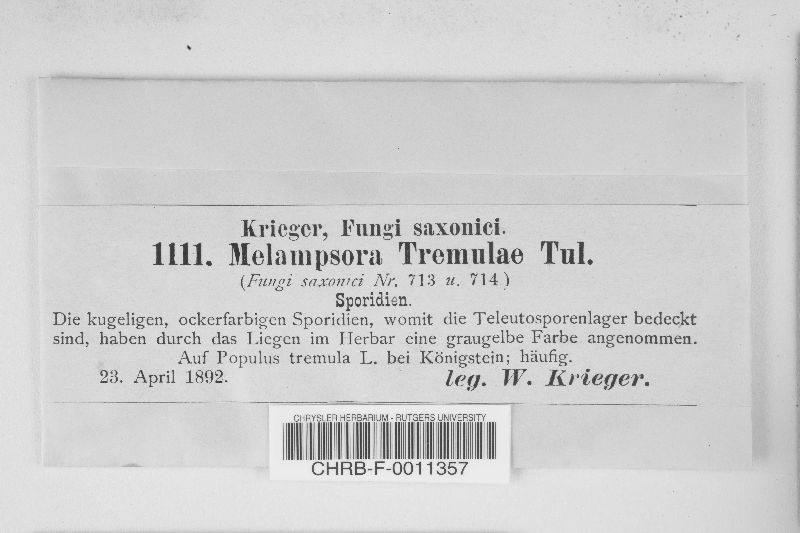 Krieger, Fungi saxonici.
1111. Melampsora Tremulae Tul.
(Fungi saxonici Nr. 713 u. 714)
Sporidien.
Die kugeligen, ockerfarbigen Sporidien, womit die Teleutosporenlager bedeckt
sind, haben durch das Liegen im Herbar eine graugelbe Farbe angenommen.
Auf Populus tremula L. bei Königstein; häufig.
23. April 1892. leg. W. Krieger.
CHRYSLER HERBARIUM - RUTGERS UNIVERSITY
CHRB-F-0011357